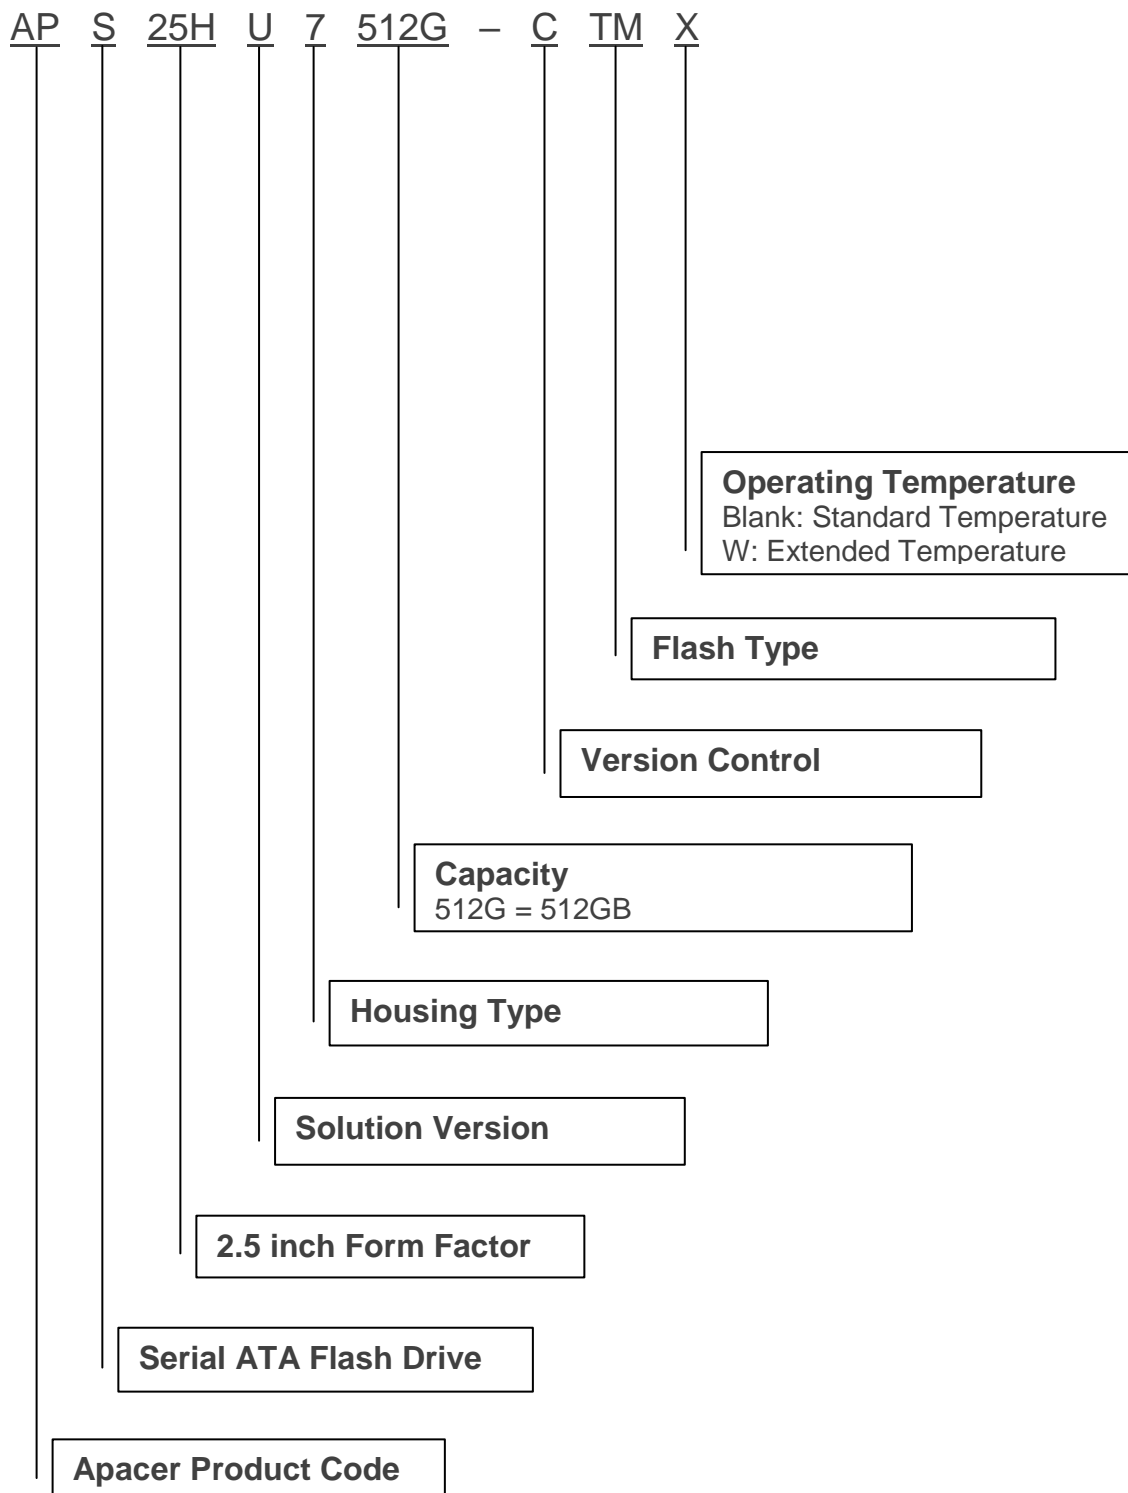 AP S 25H U 7 512G – C TM X
Operating Temperature
Blank: Standard Temperature
W: Extended Temperature
Flash Type
Version Control
Capacity
512G = 512GB
Housing Type
Solution Version
2.5 inch Form Factor
Serial ATA Flash Drive
Apacer Product Code